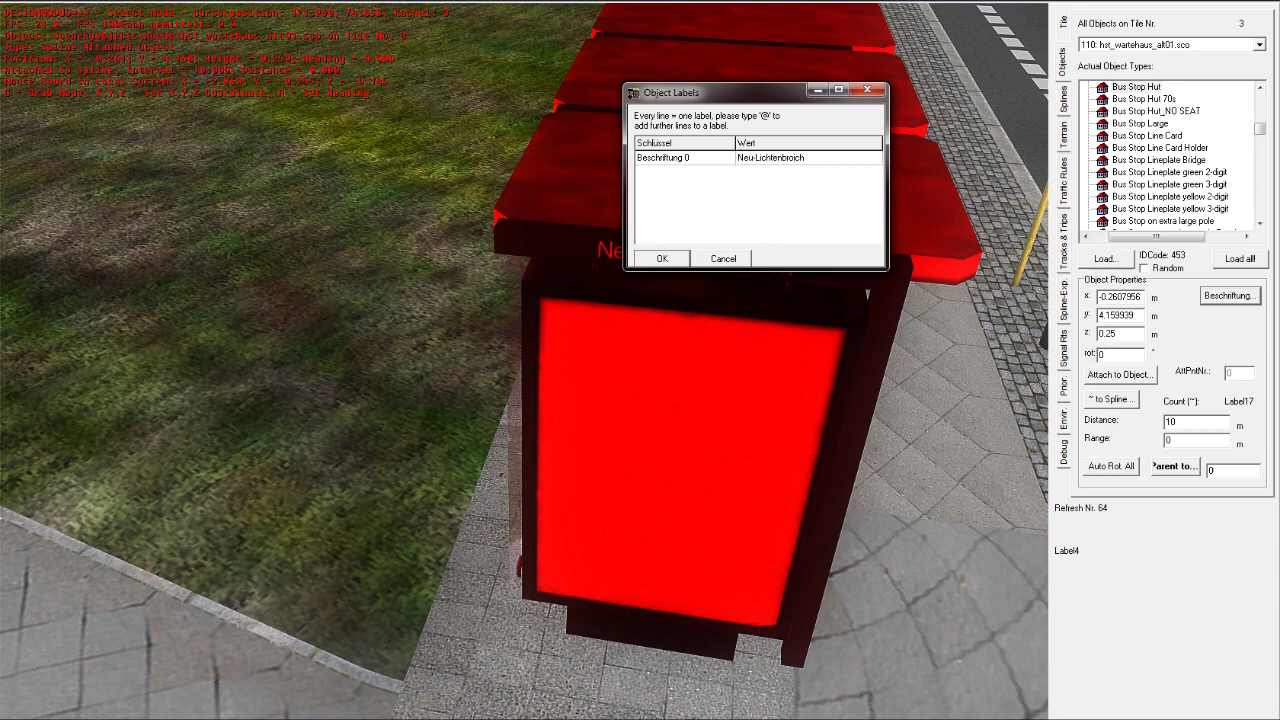 Object Labels
Every line = one label, please type '@' to
add further lines to a label.
Schlüssel Wert
Beschriftung 0 Neu-Lichtenbroich
OK Cancel
Ne
Tile
Objects
Splines
Terrain
Traffic Rules
Tracks & Trips
Spline-Exp.
Signal Rts
Prior.
Envir.
Debug
All Objects on Tile Nr. 3
110. hst_wartehaus_alt01.sco
Actual Object Types:
Bus Stop Hut
Bus Stop Hut 70s
Bus Stop Hut_NO SEAT
Bus Stop Large
Bus Stop Line Card
Bus Stop Line Card Holder
Bus Stop Lineplate Bridge
Bus Stop Lineplate green 2-digit
Bus Stop Lineplate green 3-digit
Bus Stop Lineplate yellow 2-digit
Bus Stop Lineplate yellow 3-digit
Bus Stop on extra large pole
Load... IDCode: 453 Load all!
Random
Object Properties
x: -0.2607956 m Beschriftung...
y: 4.159939 m
z: 0.25 m
rot: 0 °
Attach to Object... AttPntNr.: 0
~ to Spline ... Count (~): Label17
Distance: 10 m
Range: 0 m
Auto Rot. All Parent to... 0
Refresh Nr. 64
Label4